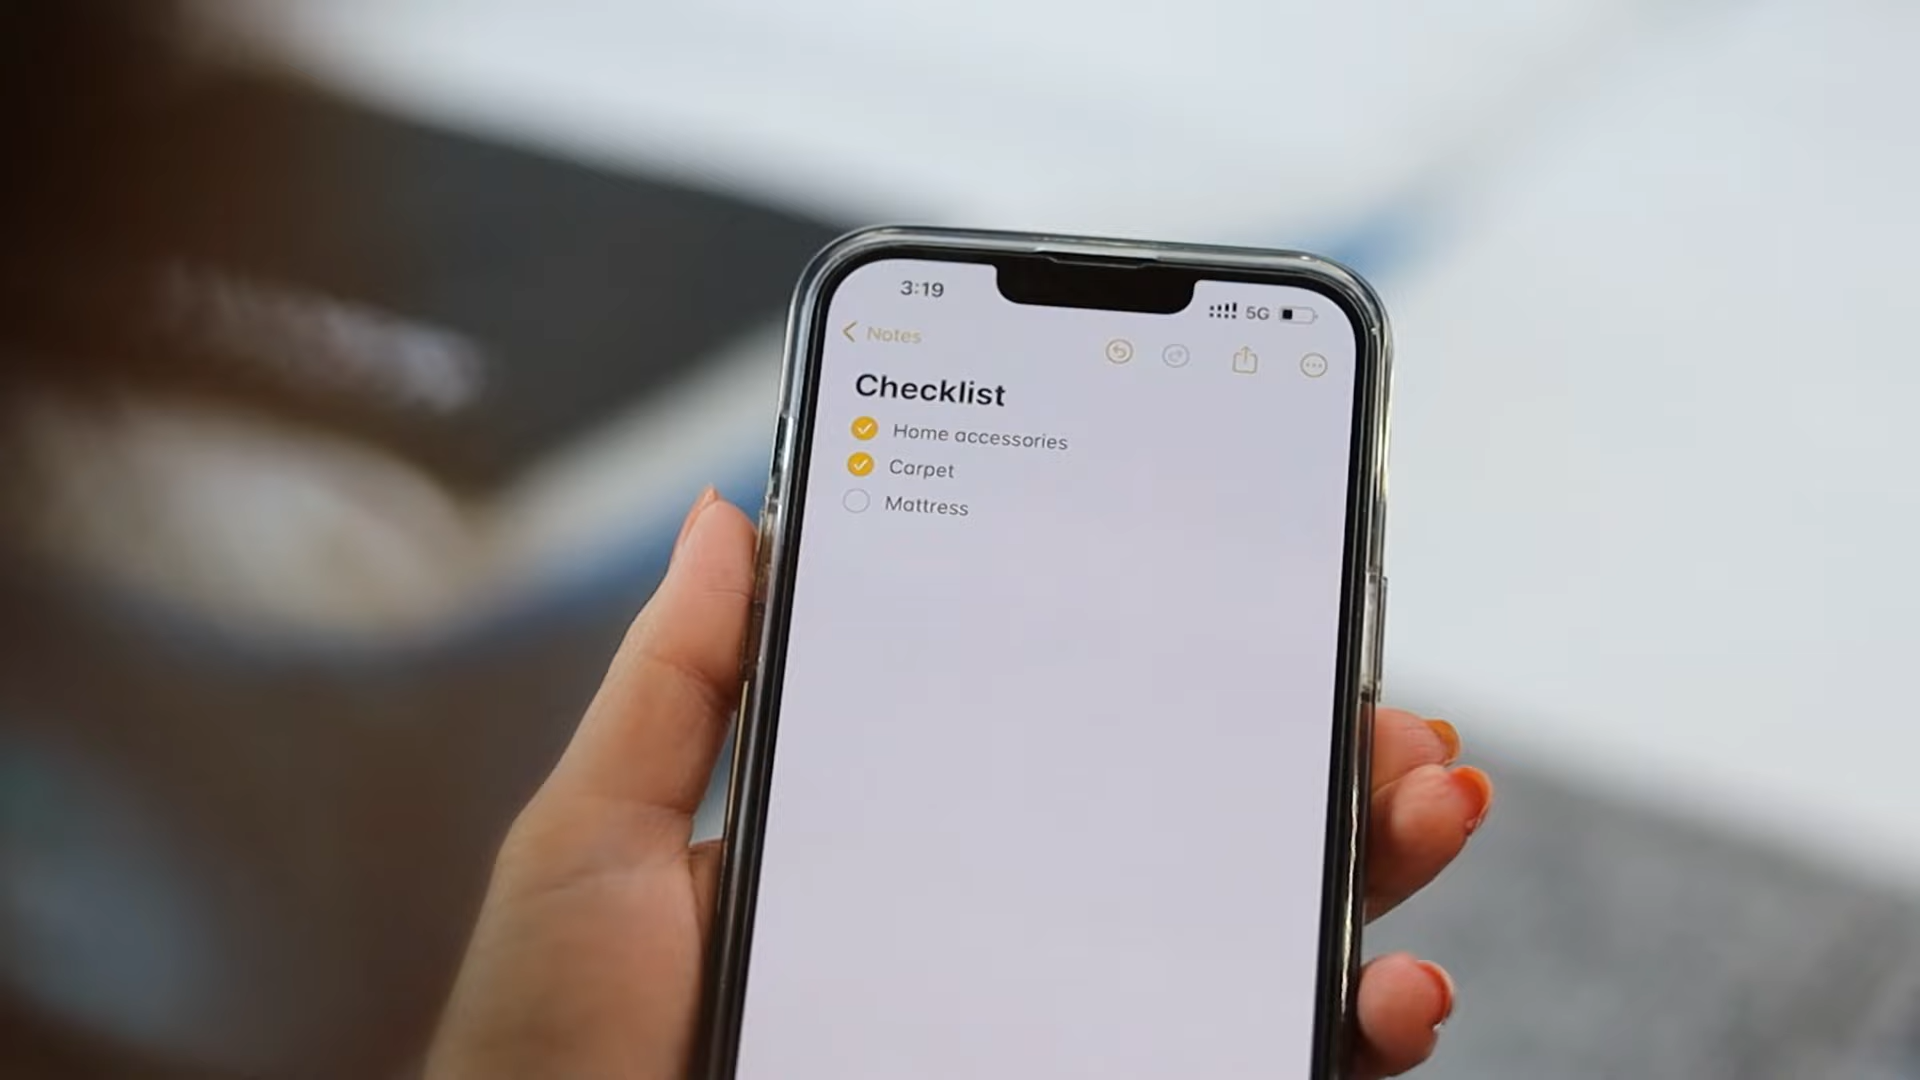 3:19
5G
Notes
Checklist
Home accessories
Carpet
Mattress